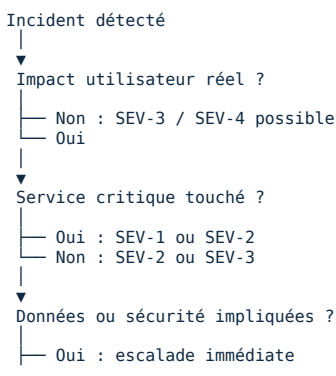 Incident détecté
Impact utilisateur réel ?
Non : SEV-3 / SEV-4 possible
Oui
Service critique touché ?
Oui : SEV-1 ou SEV-2
Non : SEV-2 ou SEV-3
Données ou sécurité impliquées ?
Oui : escalade immédiate